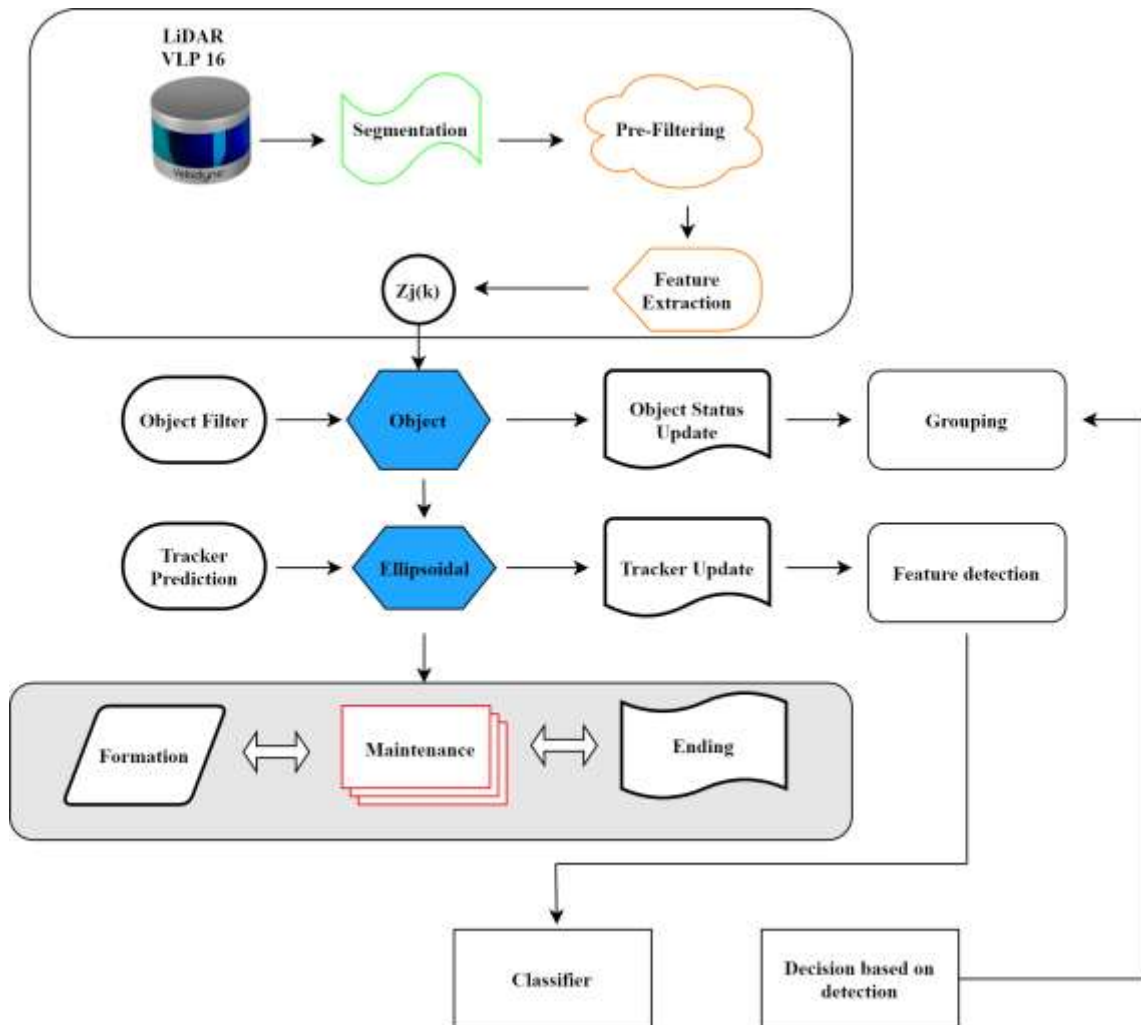 LiDAR
VLP 16
Velodyne
Segmentation
Pre-Filtering
Zj(k)
Feature
Extraction
Object Filter
Object
Object Status
Update
Grouping
Tracker
Prediction
Ellipsoidal
Tracker Update
Feature detection
Formation
Maintenance
Ending
Classifier
Decision based on
detection